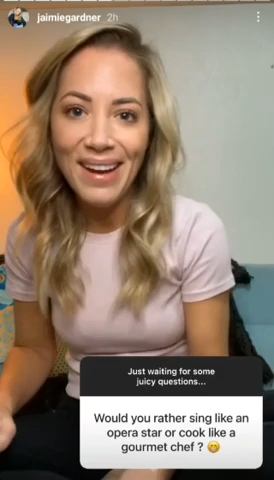 jaimiegardner 2h
Just waiting for some
juicy questions...
Would you rather sing like an
opera star or cook like a
gourmet chef ? 🤭